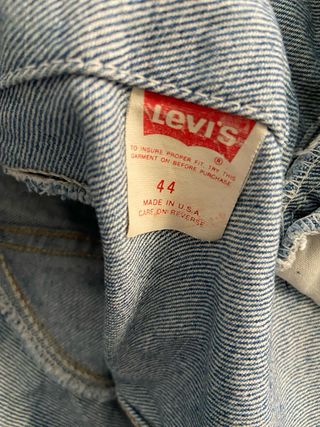 LEVI'S
®
TO INSURE PROPER FIT, TRY THIS
GARMENT ON BEFORE PURCHASE
44
MADE IN U.S.A
CARE ON REVERSE